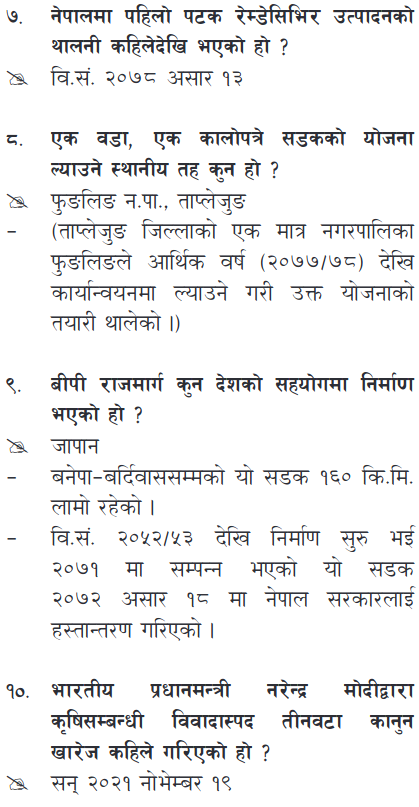 ७. नेपालमा पहिलो पटक रेम्डेसिभिर उत्पादनको
थालनी कहिलेदेखि भएको हो ?
वि.सं. २०७८ असार १३
८. एक वडा, एक कालोपत्रे सडकको योजना
ल्याउने स्थानीय तह कुन हो ?
फुङलिङ न.पा., ताप्लेजुङ
– (ताप्लेजुङ जिल्लाको एक मात्र नगरपालिका
फुङलिङले आर्थिक वर्ष (२०७७/७८) देखि
कार्यान्वयनमा ल्याउने गरी उक्त योजनाको
तयारी थालेको ।)
९. बीपी राजमार्ग कुन देशको सहयोगमा निर्माण
भएको हो ?
जापान
– बनेपा–बर्दिवाससम्मको यो सडक १६० कि.मि.
लामो रहेको ।
– वि.सं. २०५२/५३ देखि निर्माण सुरु भई
२०७१ मा सम्पन्न भएको यो सडक
२०७२ असार १८ मा नेपाल सरकारलाई
हस्तान्तरण गरिएको ।
१०. भारतीय प्रधानमन्त्री नरेन्द्र मोदीद्वारा
कृषिसम्बन्धी विवादास्पद तीनवटा कानुन
खारेज कहिले गरिएको हो ?
सन् २०२१ नोभेम्बर १९